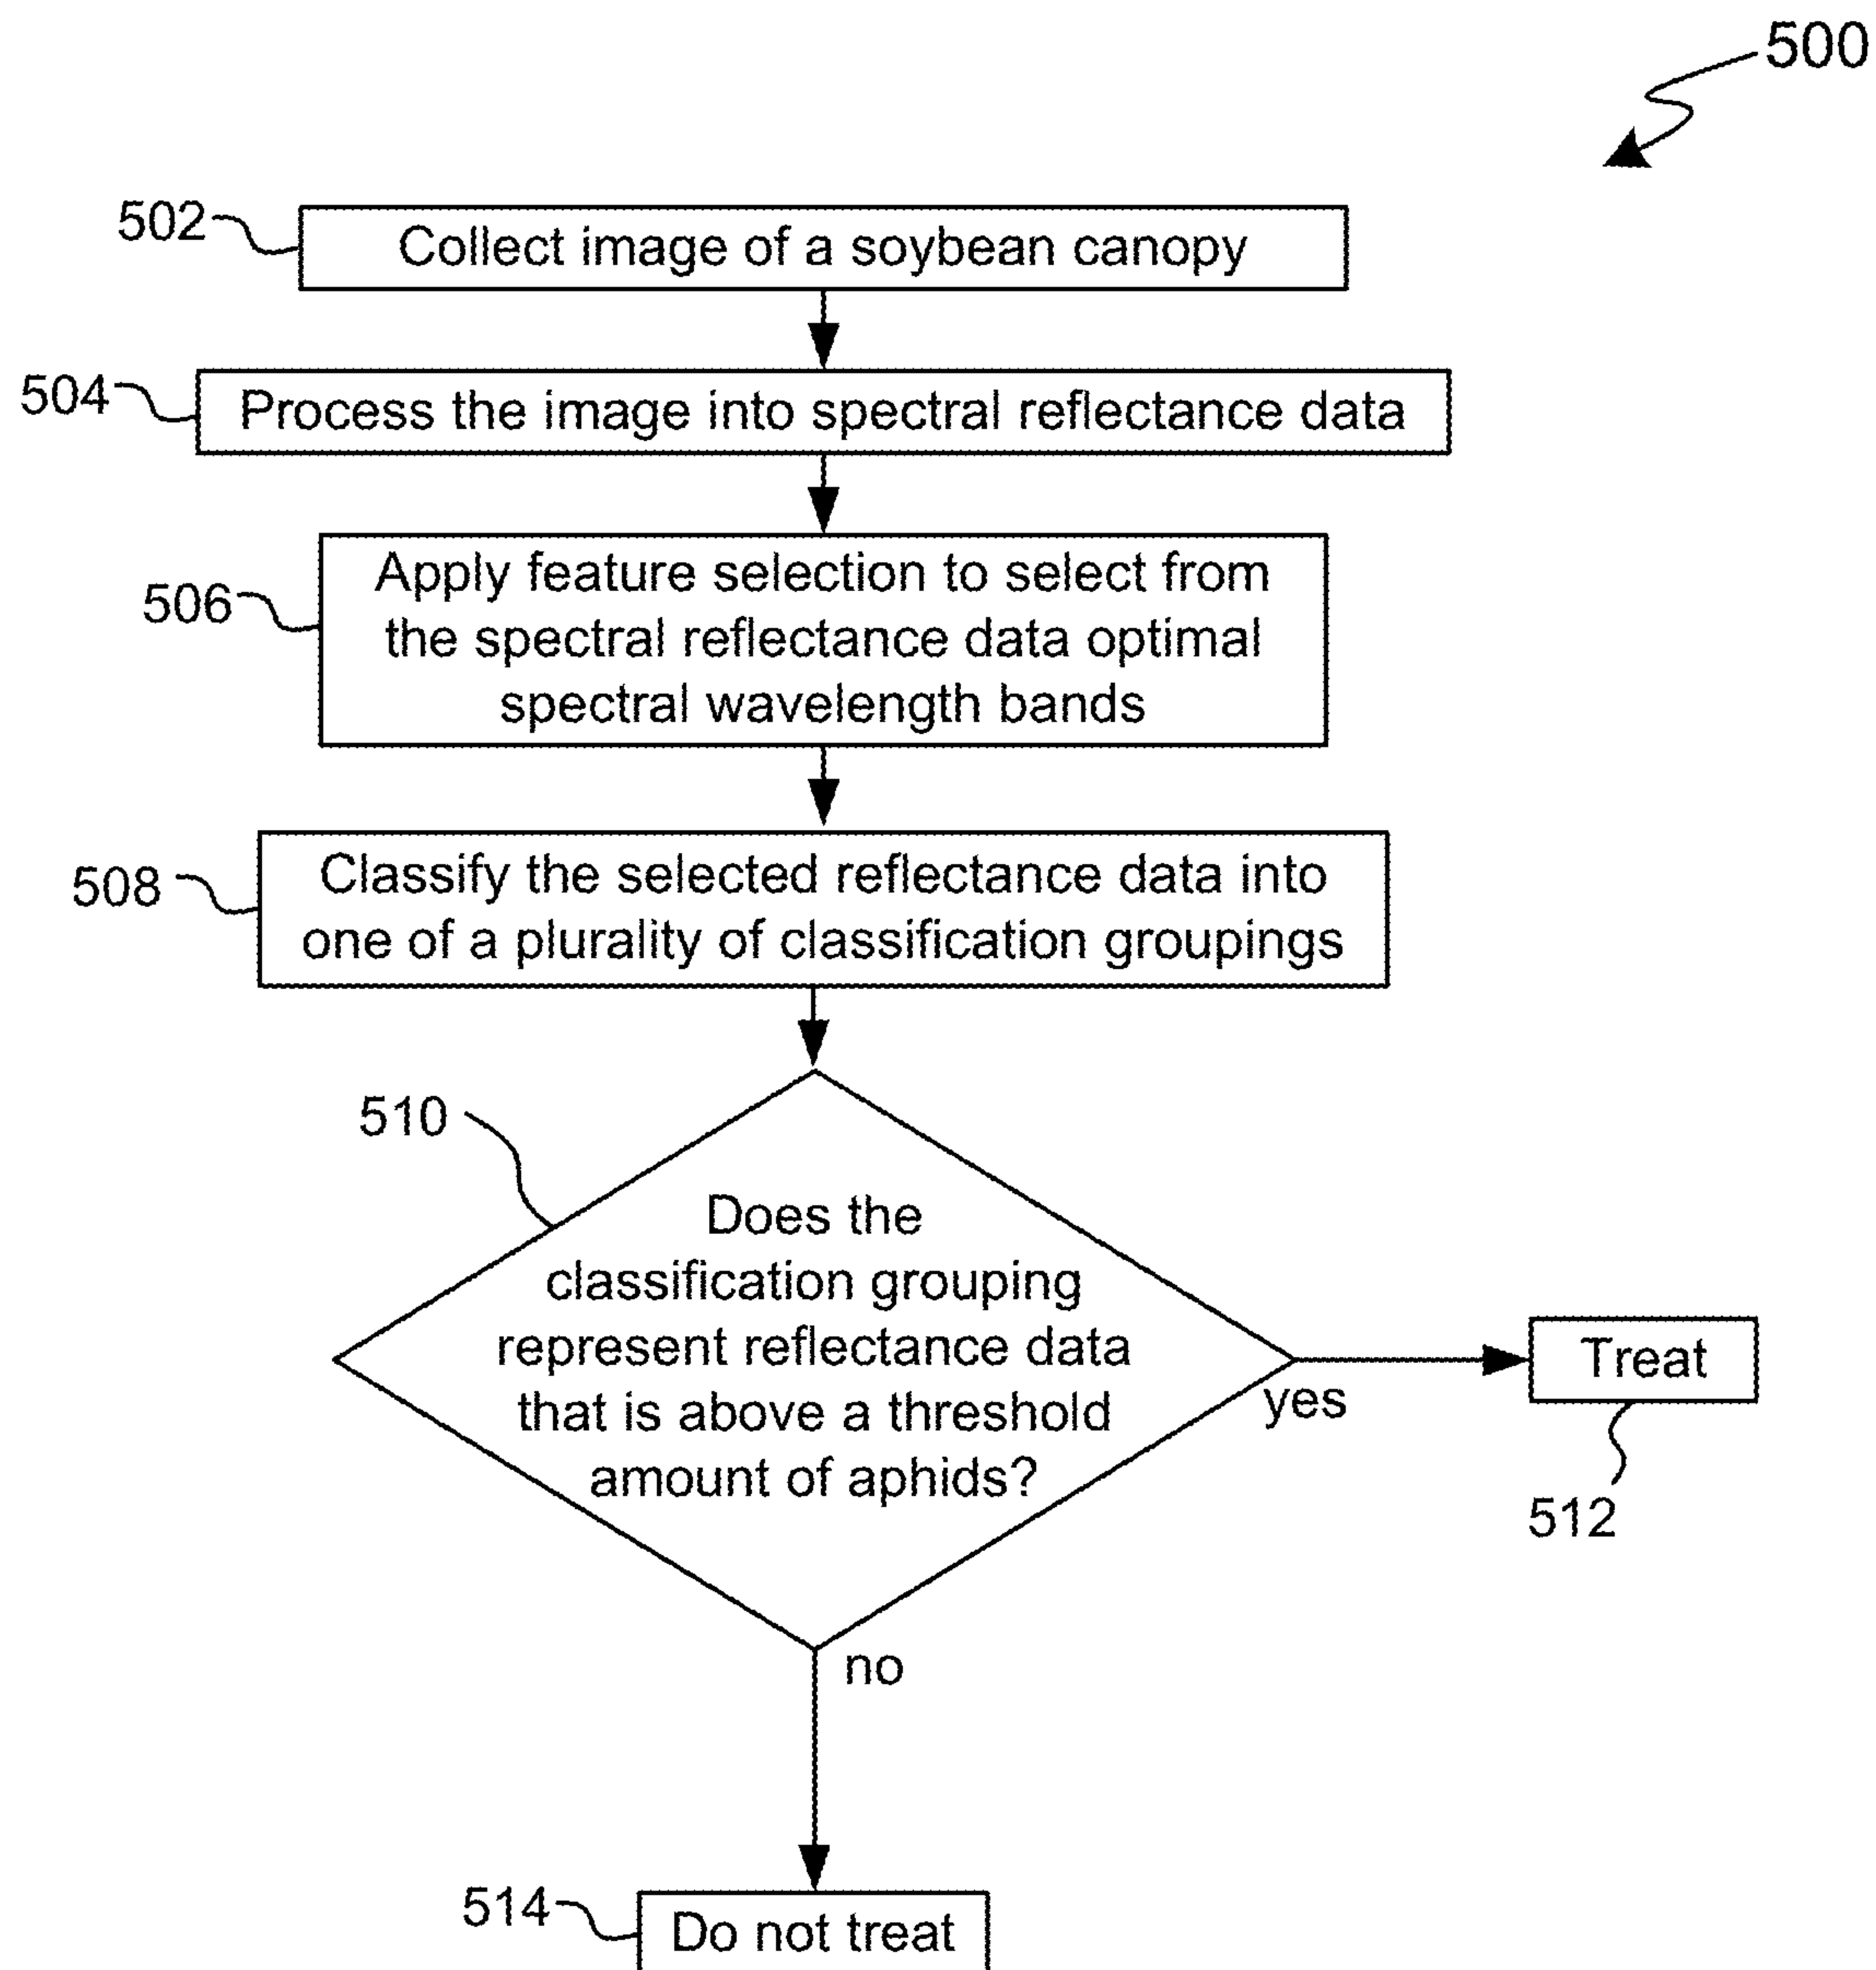 500
502
Collect image of a soybean canopy
504
Process the image into spectral reflectance data
506
Apply feature selection to select from
the spectral reflectance data optimal
spectral wavelength bands
508
Classify the selected reflectance data into
one of a plurality of classification groupings
510
Does the
classification grouping
represent reflectance data
that is above a threshold
amount of aphids?
yes
Treat
512
no
514
Do not treat